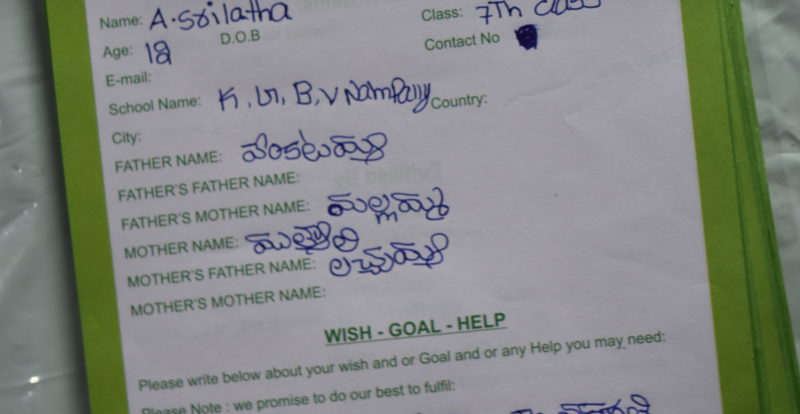 Name: A. Srilatha Class: 7Th class
Age: 12 D.O.B Contact No
E-mail:
School Name: K. G. B. V Nampally Country:
City:
FATHER NAME: వెంకటయ్య
FATHER'S FATHER NAME:
FATHER'S MOTHER NAME: మల్లమ్మ
MOTHER NAME:
MOTHER'S FATHER NAME: లచ్చయ్య
MOTHER'S MOTHER NAME:
WISH - GOAL - HELP
Please write below about your wish and or Goal and or any Help you may need:
Please Note : we promise to do our best to fulfil: